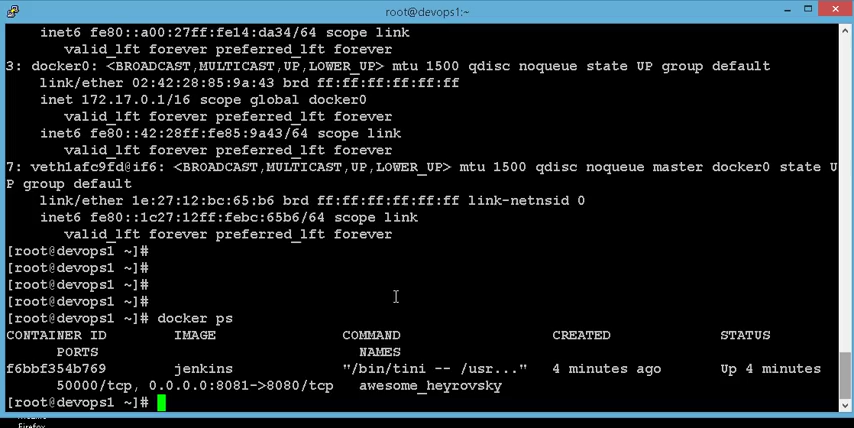 root@devops1:~
inet6 fe80::a00:27ff:fe14:da34/64 scope link
valid_lft forever preferred_lft forever
3: docker0: <BROADCAST,MULTICAST,UP,LOWER_UP> mtu 1500 qdisc noqueue state UP group default
link/ether 02:42:28:85:9a:43 brd ff:ff:ff:ff:ff:ff
inet 172.17.0.1/16 scope global docker0
valid_lft forever preferred_lft forever
inet6 fe80::42:28ff:fe85:9a43/64 scope link
valid_lft forever preferred_lft forever
7: veth1afc9fd@if6: <BROADCAST,MULTICAST,UP,LOWER_UP> mtu 1500 qdisc noqueue master docker0 state U
P group default
link/ether 1e:27:12:bc:65:b6 brd ff:ff:ff:ff:ff:ff link-netnsid 0
inet6 fe80::1c27:12ff:febc:65b6/64 scope link
valid_lft forever preferred_lft forever
[root@devops1 ~]#
[root@devops1 ~]#
[root@devops1 ~]#
[root@devops1 ~]#
[root@devops1 ~]# docker ps
CONTAINER ID IMAGE COMMAND CREATED STATUS
PORTS NAMES
f6bbf354b769 jenkins "/bin/tini -- /usr..." 4 minutes ago Up 4 minutes
50000/tcp, 0.0.0.0:8081->8080/tcp awesome_heyrovsky
[root@devops1 ~]#
Firefox